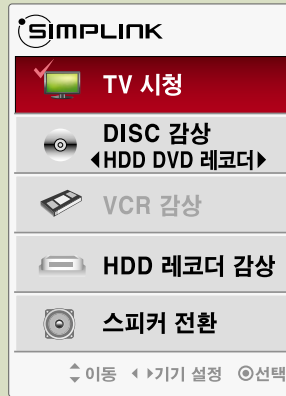 SIMPLINK
TV 시청
DISC 감상
◀HDD DVD 레코더▶
VCR 감상
HDD 레코더 감상
스피커 전환
이동 기기 설정 ◉선택